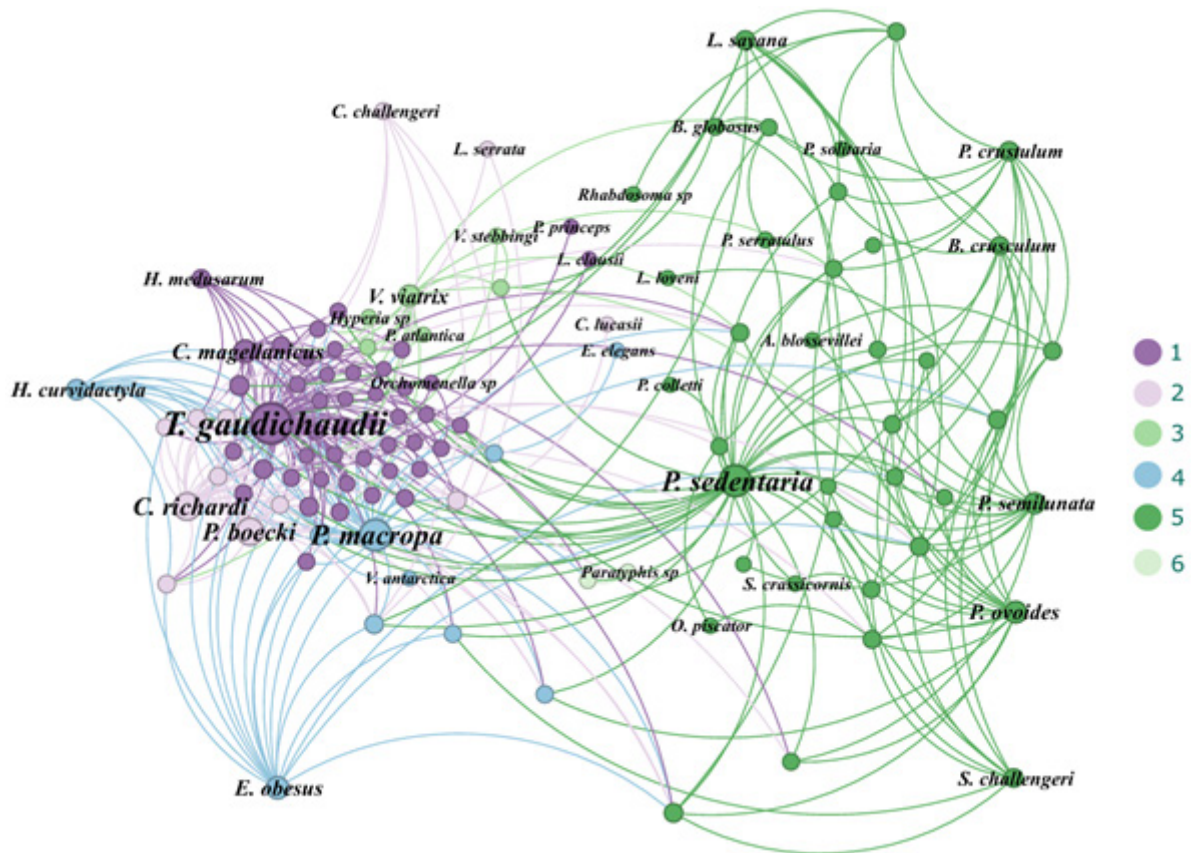 L. sayana
C. challengeri
B. globosus
L. serrata
P. solitaria
P. crustulum
Rhabdosoma sp
P. princeps
V. stebbingi
P. serratulus
B. crusculum
L. clausii
H. medusarum
L. loveni
V. viatrix
Hyperia sp
C. lucasii
P. atlantica
A. blossevillei
C. magellanicus
E. elegans
1
2
3
4
5
6
H. curvidactyla
Orchomenella sp
P. colletti
T. gaudichaudii
P. sedentaria
C. richardi
P. semilunata
P. boecki
P. macropa
V. antarctica
Paratyphis sp
S. crassicornis
P. ovoides
O. piscator
E. obesus
S. challengeri